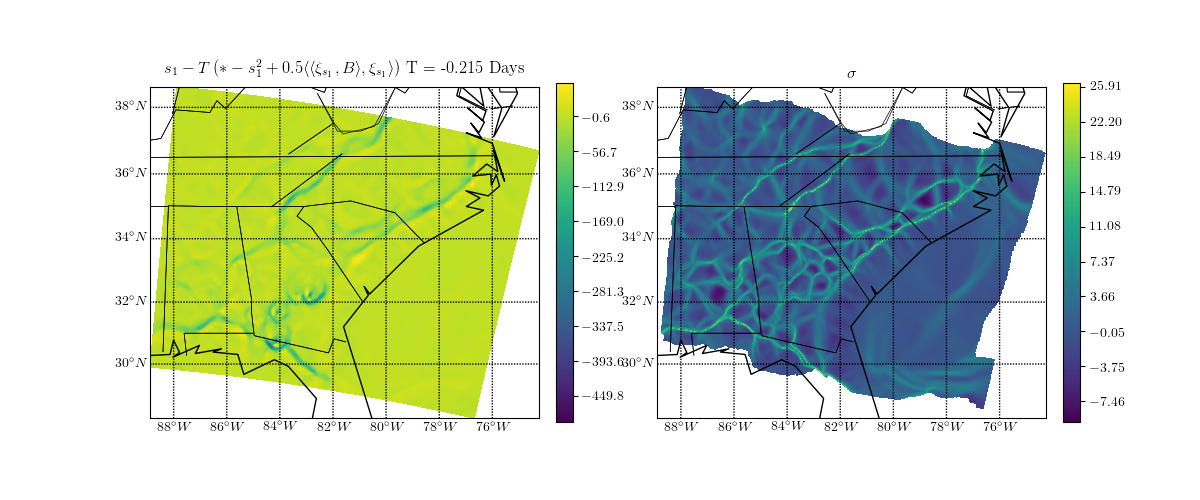 $s_1 - T\left(* - s_1^2 + 0.5\langle\langle \xi_{s_1}, B\rangle, \xi_{s_1}\rangle\right)$ T = -0.215 Days
38°N
36°N
34°N
32°N
30°N
88°W 86°W 84°W 82°W 80°W 78°W 76°W
−0.6
−56.7
−112.9
−169.0
−225.2
−281.3
−337.5
−393.6
−449.8
σ
38°N
36°N
34°N
32°N
30°N
88°W 86°W 84°W 82°W 80°W 78°W 76°W
25.91
22.20
18.49
14.79
11.08
7.37
3.66
−0.05
−3.75
−7.46